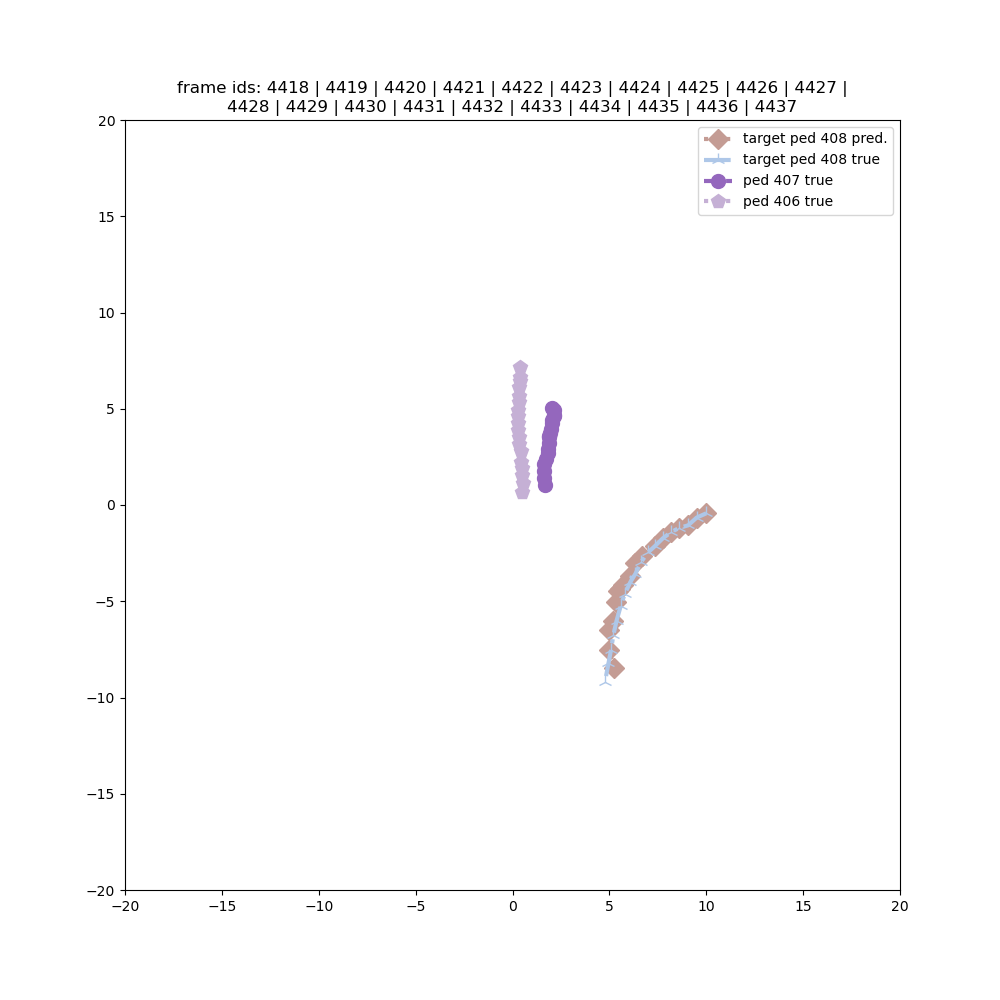 frame ids: 4418 | 4419 | 4420 | 4421 | 4422 | 4423 | 4424 | 4425 | 4426 | 4427 |
4428 | 4429 | 4430 | 4431 | 4432 | 4433 | 4434 | 4435 | 4436 | 4437
target ped 408 pred.
target ped 408 true
ped 407 true
ped 406 true
20
15
10
5
0
−5
−10
−15
−20
−20 −15 −10 −5 0 5 10 15 20